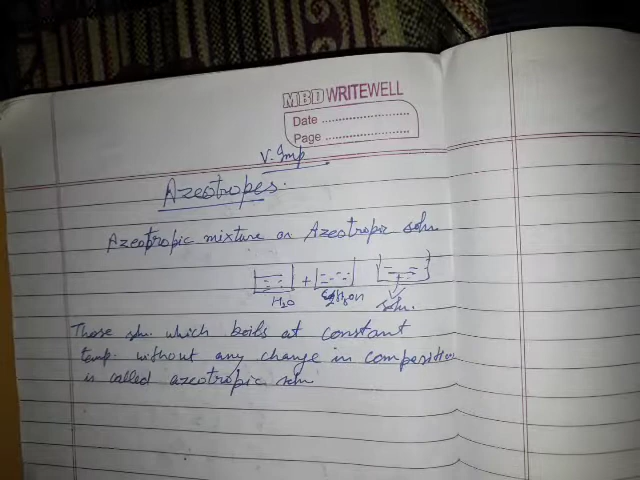 MBD WRITEWELL
Date
Page
V. Imp
Azeotropes.
Azeotropic mixture or Azeotropic soln.
+
H2O
soln.
Those soln. which boils at constant
temp. without any change in composition
is called azeotropic soln